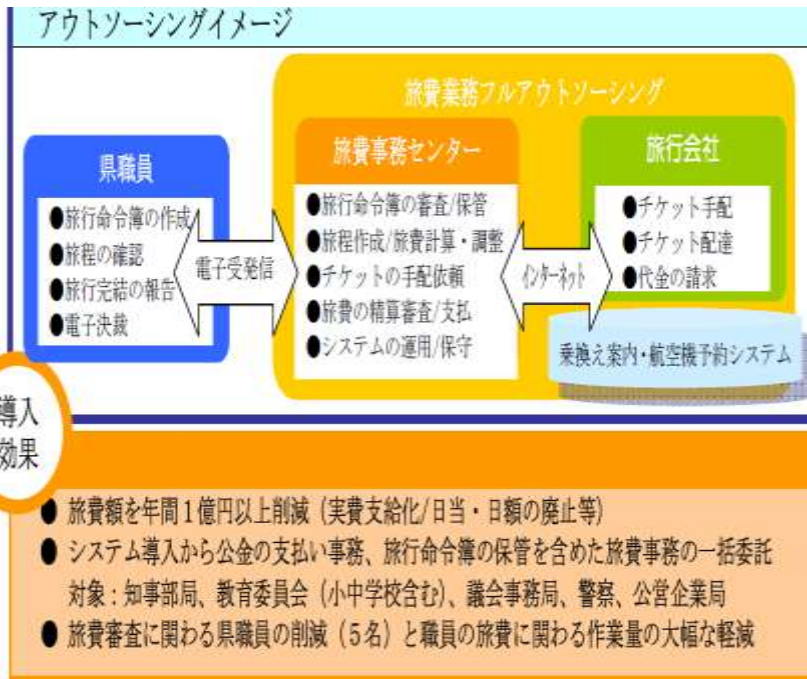 アウトソーシングイメージ
旅費業務フルアウトソーシング
県職員
●旅行命令簿の作成
●旅程の確認
●旅行完結の報告
●電子決裁
電子受発信
旅費事務センター
●旅行命令簿の審査/保管
●旅程作成/旅費計算・調整
●チケットの手配依頼
●旅費の精算審査/支払
●システムの運用/保守
インターネット
旅行会社
●チケット手配
●チケット配達
●代金の請求
乗換え案内・航空機予約システム
導入
効果
● 旅費額を年間1億円以上削減（実費支給化/日当・日額の廃止等）
● システム導入から公金の支払い事務、旅行命令簿の保管を含めた旅費事務の一括委託
対象：知事部局、教育委員会（小中学校含む）、議会事務局、警察、公営企業局
● 旅費審査に関わる県職員の削減（5名）と職員の旅費に関わる作業量の大幅な軽減